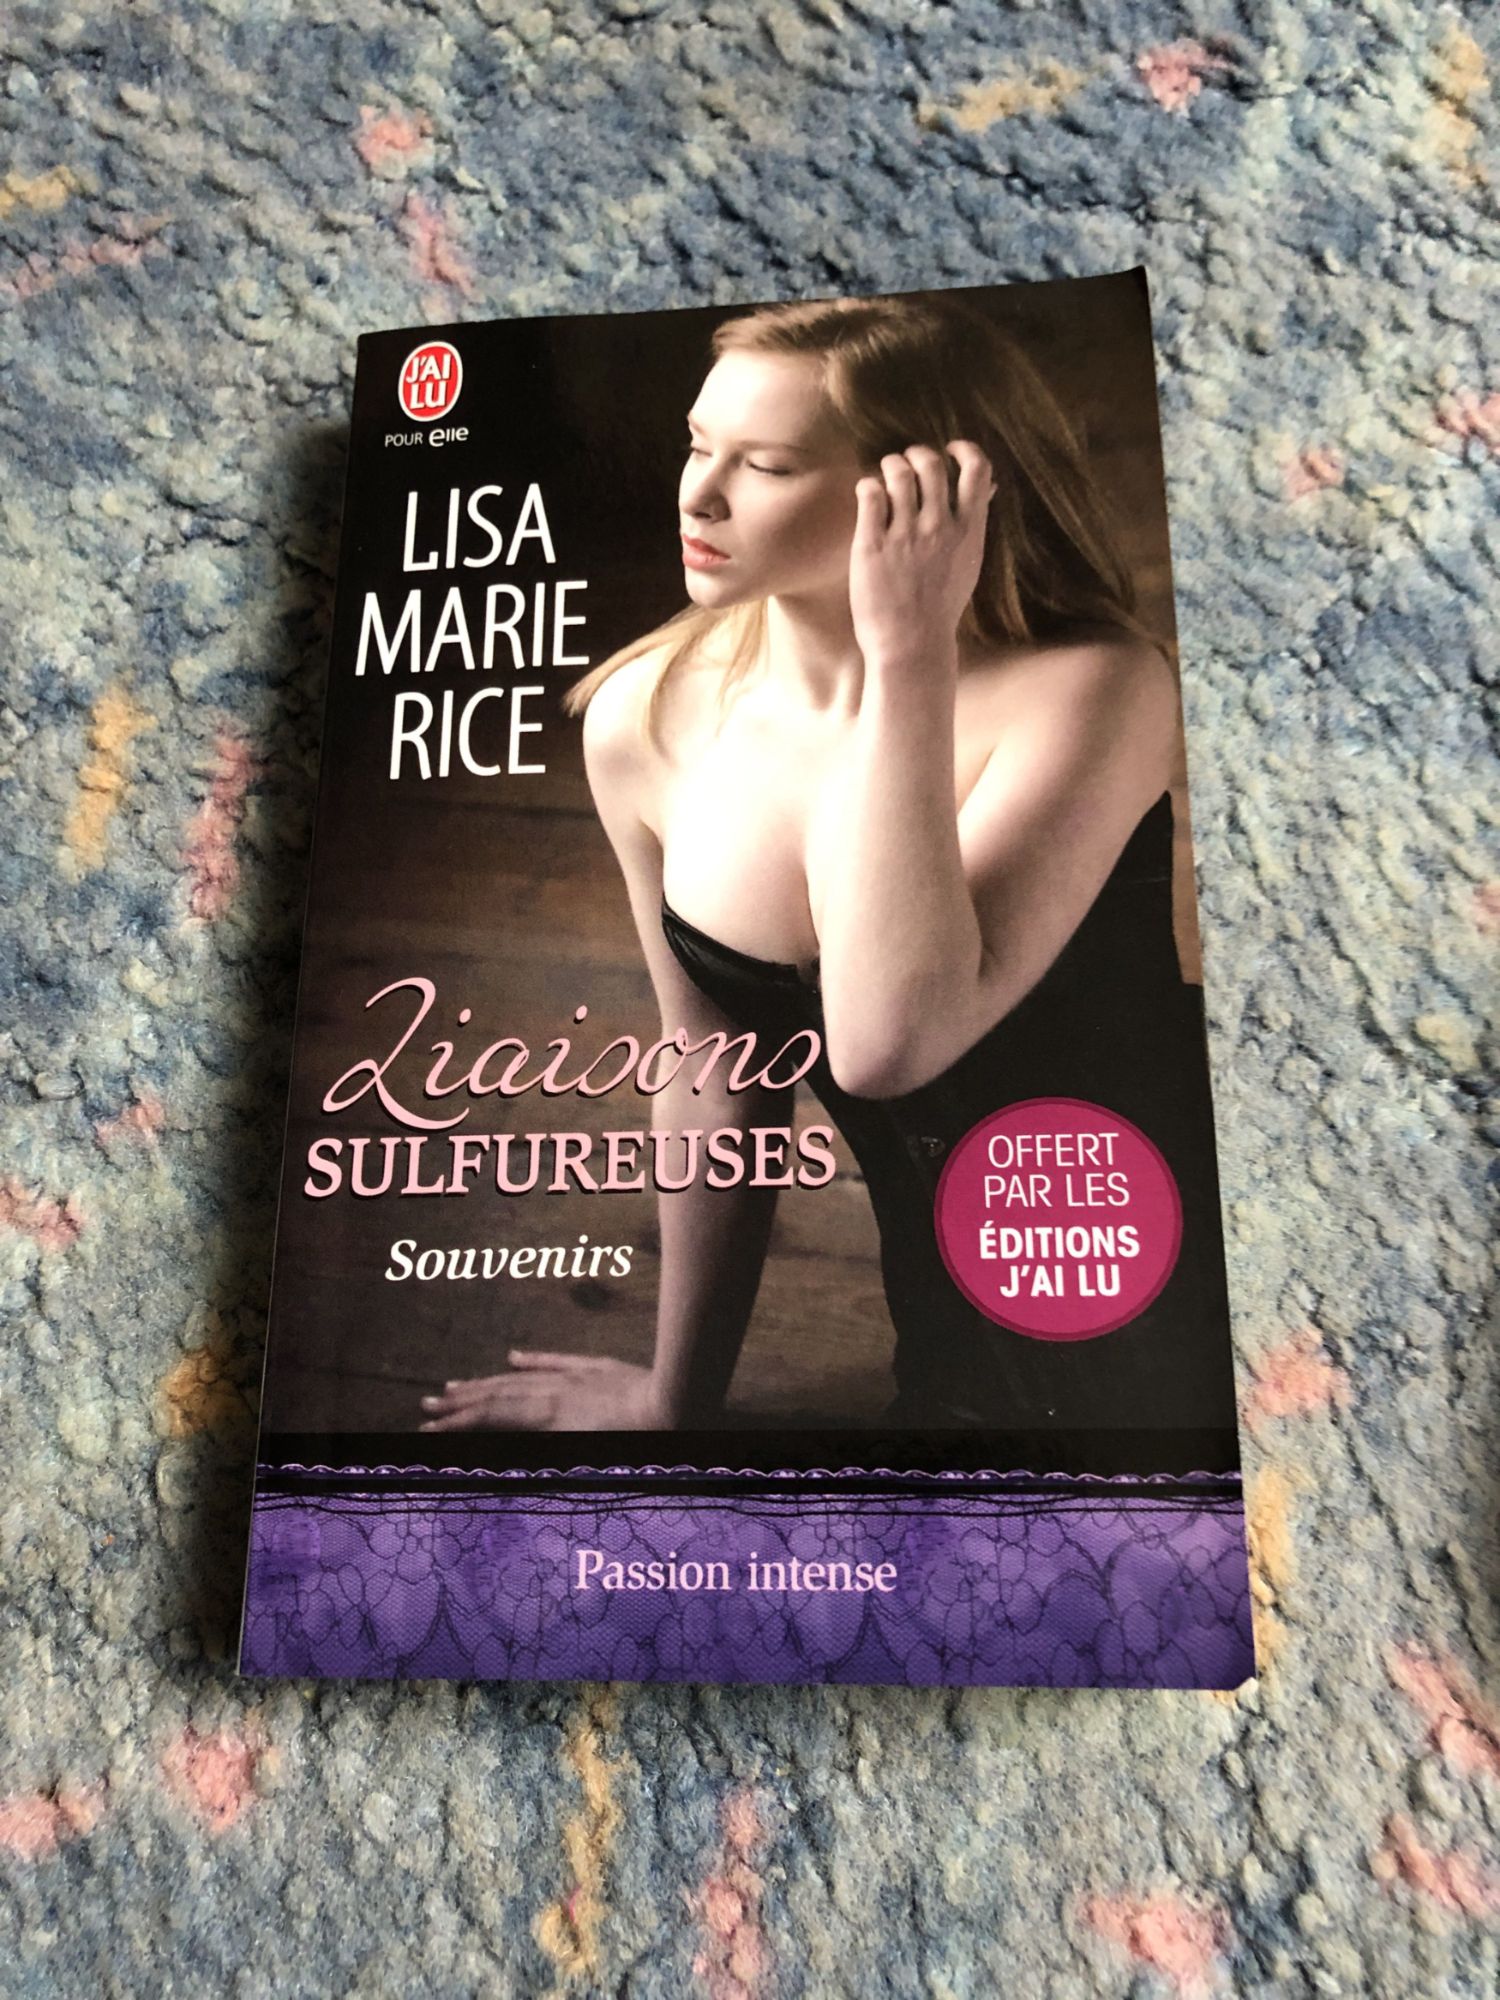 J'AI
LU
POUR elle
LISA
MARIE
RICE
Liaisons
SULFUREUSES
Souvenirs
OFFERT
PAR LES
ÉDITIONS
J'AI LU
Passion intense